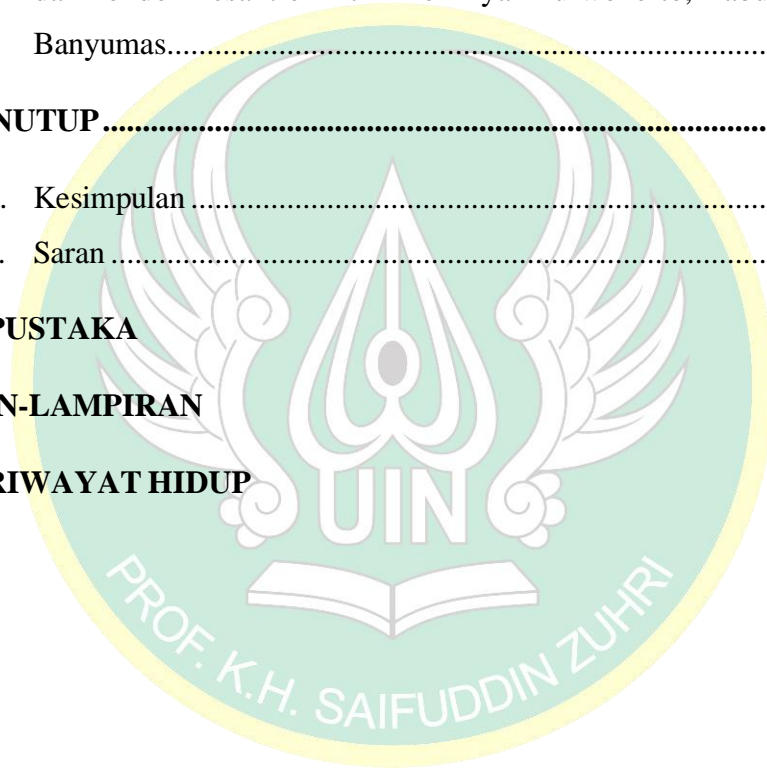 Banyumas................................................................................
NUTUP....................................................................................
. Kesimpulan.............................................................................
. Saran.......................................................................................
PUSTAKA
N-LAMPIRAN
RIWAYAT HIDUP
UIN
PROF. K.H. SAIFUDDIN ZUHRI